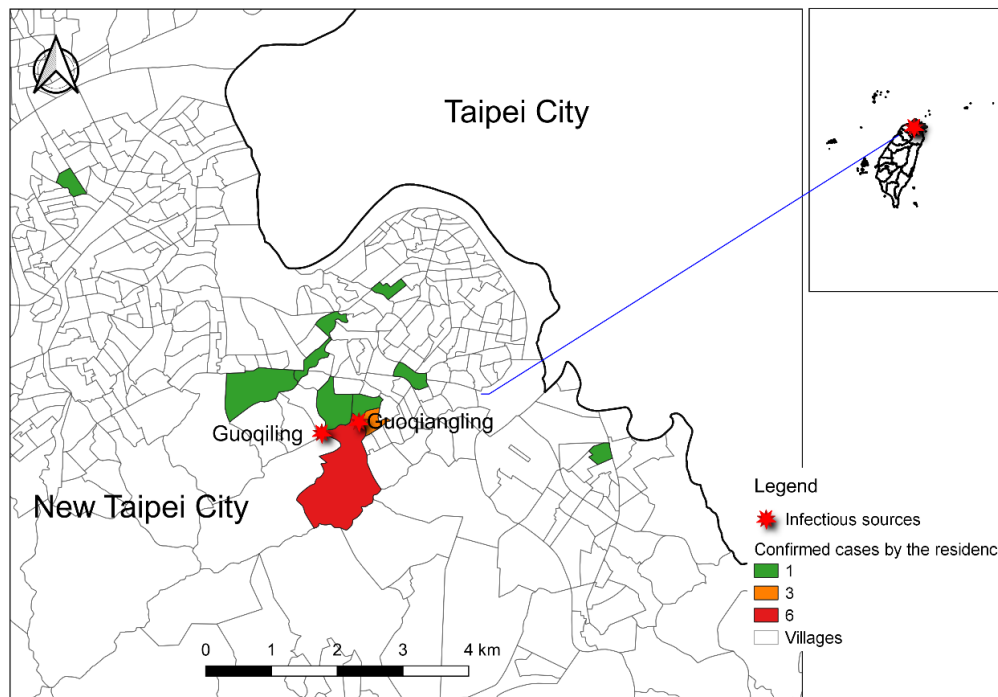 Taipei City
Guoqiangling
Guoqiling
New Taipei City
Legend
Infectious sources
Confirmed cases by the residenc
1
3
6
Villages
0 1 2 3 4 km